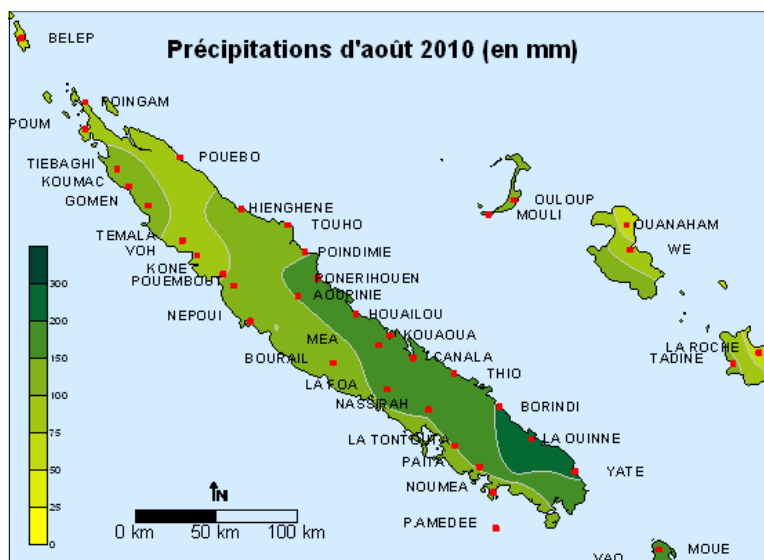 BELEP
Précipitations d'août 2010 (en mm)
POINGAM
POUM
POUEBO
TIEBAGHI
KOUMAC
GOMEN
HIENGHENE
TOUHO
OULOUP
MOULI
OUANAHAM
WE
TEMALA
VOH
KONE
POUEMBOU
POINDIMIE
PONERIHOUEN
AOUPINIE
HOUAILOU
NEPOUI
MEA
KOUAOUA
BOURAIL
CANALA
THIO
LA ROCHE
TADINE
LA FOA
NASSIRAH
BORINDI
LA TONTOUTA
LA OUINNE
PAITA
YATE
NOUMEA
P.AMEDEE
MOUE
VAO
300
200
150
100
75
50
25
0
N
0 km 50 km 100 km